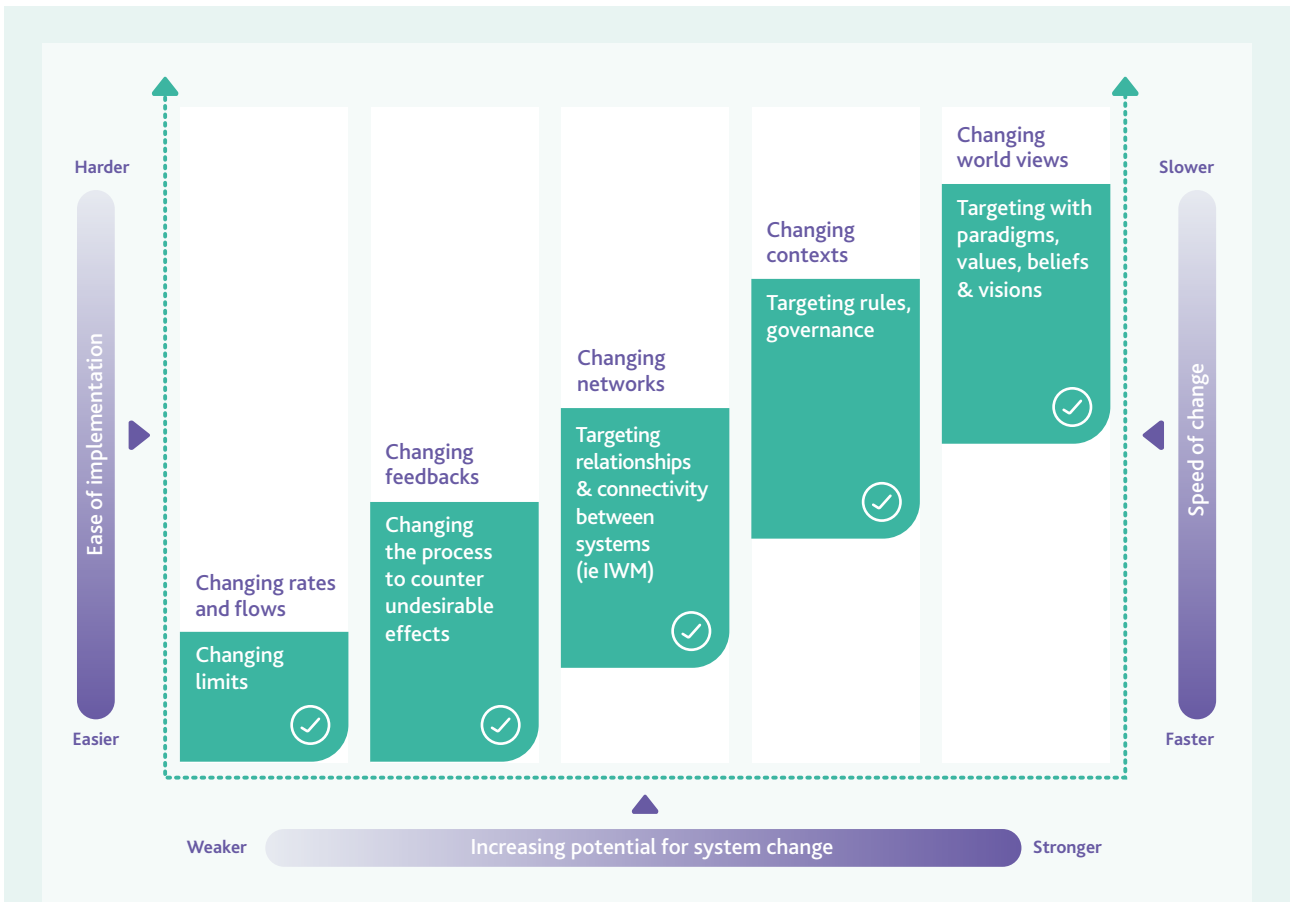 Harder
Ease of implementation
Easier
Changing rates
and flows
Changing
limits
Changing
feedbacks
Changing
the process
to counter
undesirable
effects
Changing
networks
Targeting
relationships
& connectivity
between
systems
(ie IWM)
Changing
contexts
Targeting rules,
governance
Changing
world views
Targeting with
paradigms,
values, beliefs
& visions
Slower
Speed of change
Faster
Weaker
Increasing potential for system change
Stronger